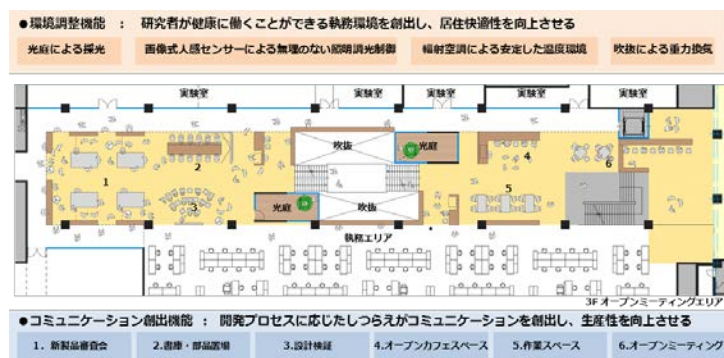 ●環境調整機能 ： 研究者が健康に働くことができる執務環境を創出し、居住快適性を向上させる
光庭による採光
画像式人感センサーによる無理のない照明調光制御
輻射空調による安定した温度環境
吹抜による重力換気
実験室
実験室
実験室
実験室
吹抜
光庭
1
2
3
4
5
6
光庭
吹抜
執務エリア
3F オープンミーティングエリア
●コミュニケーション創出機能 ： 開発プロセスに応じたしつらえがコミュニケーションを創出し、生産性を向上させる
1. 新製品審査会
2.書庫・部品置場
3.設計検証
4.オープンカフェスペース
5.作業スペース
6.オープンミーティング